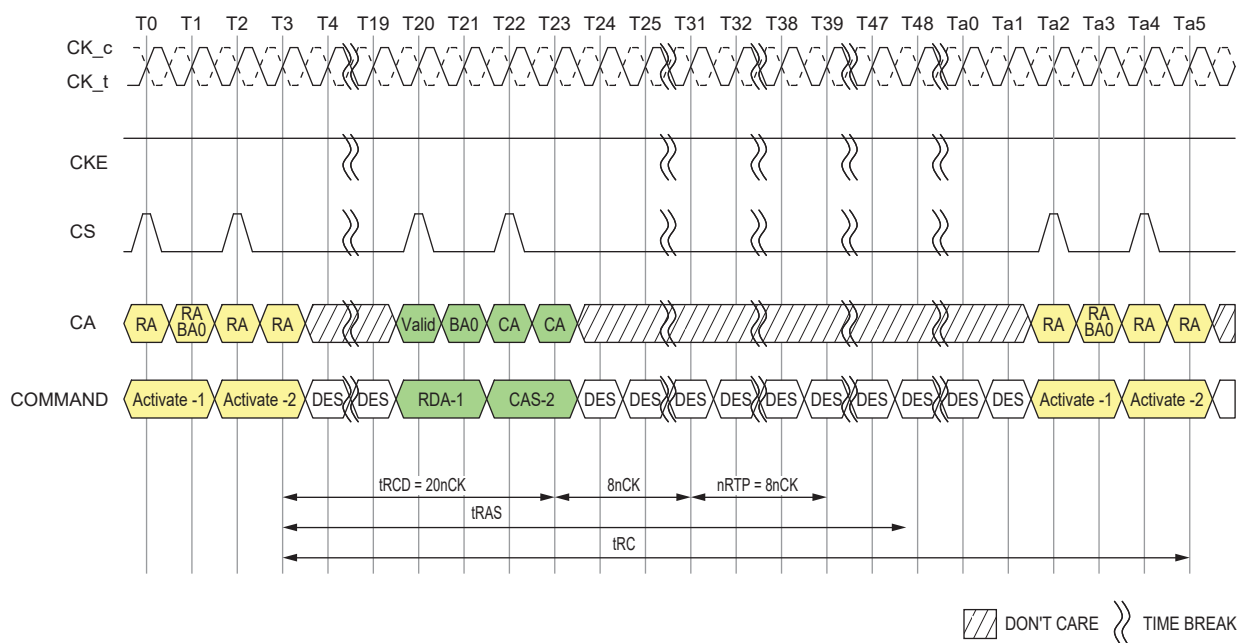 T0 T1 T2 T3 T4 T19 T20 T21 T22 T23 T24 T25 T31 T32 T38 T39 T47 T48 Ta0 Ta1 Ta2 Ta3 Ta4 Ta5
CK_c
CK_t
CKE
CS
CA RA RA BA0 RA RA Valid BA0 CA CA RA RA BA0 RA RA
COMMAND Activate -1 Activate -2 DES DES RDA-1 CAS-2 DES DES DES DES DES DES DES DES DES DES Activate -1 Activate -2
tRCD = 20nCK 8nCK nRTP = 8nCK
tRAS
tRC
DON'T CARE TIME BREAK